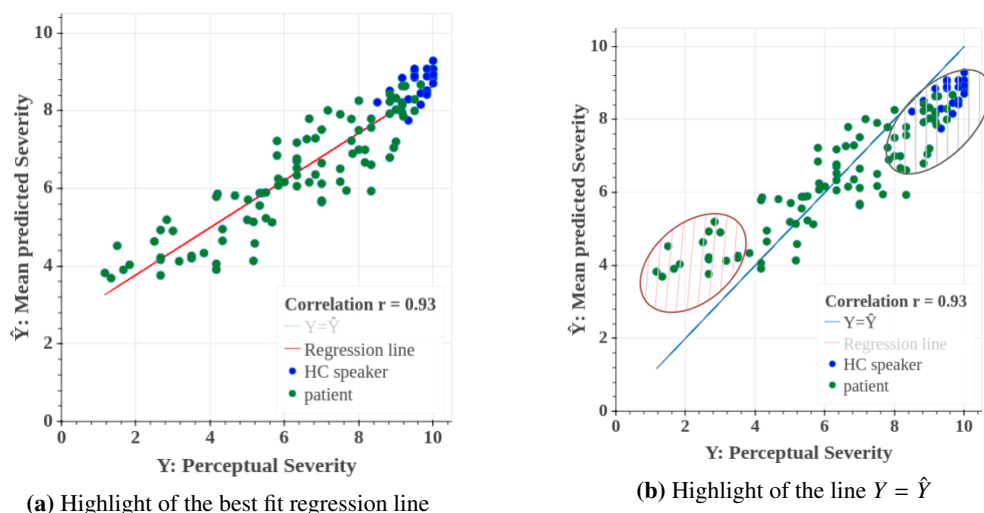 10
8
6
4
2
0
Ŷ: Mean predicted Severity
Correlation r = 0.93
Y=Ŷ
Regression line
HC speaker
patient
0 2 4 6 8 10
Y: Perceptual Severity
(a) Highlight of the best fit regression line
10
8
6
4
2
0
Ŷ: Mean predicted Severity
Correlation r = 0.93
Y=Ŷ
Regression line
HC speaker
patient
0 2 4 6 8 10
Y: Perceptual Severity
(b) Highlight of the line Y = Ŷ